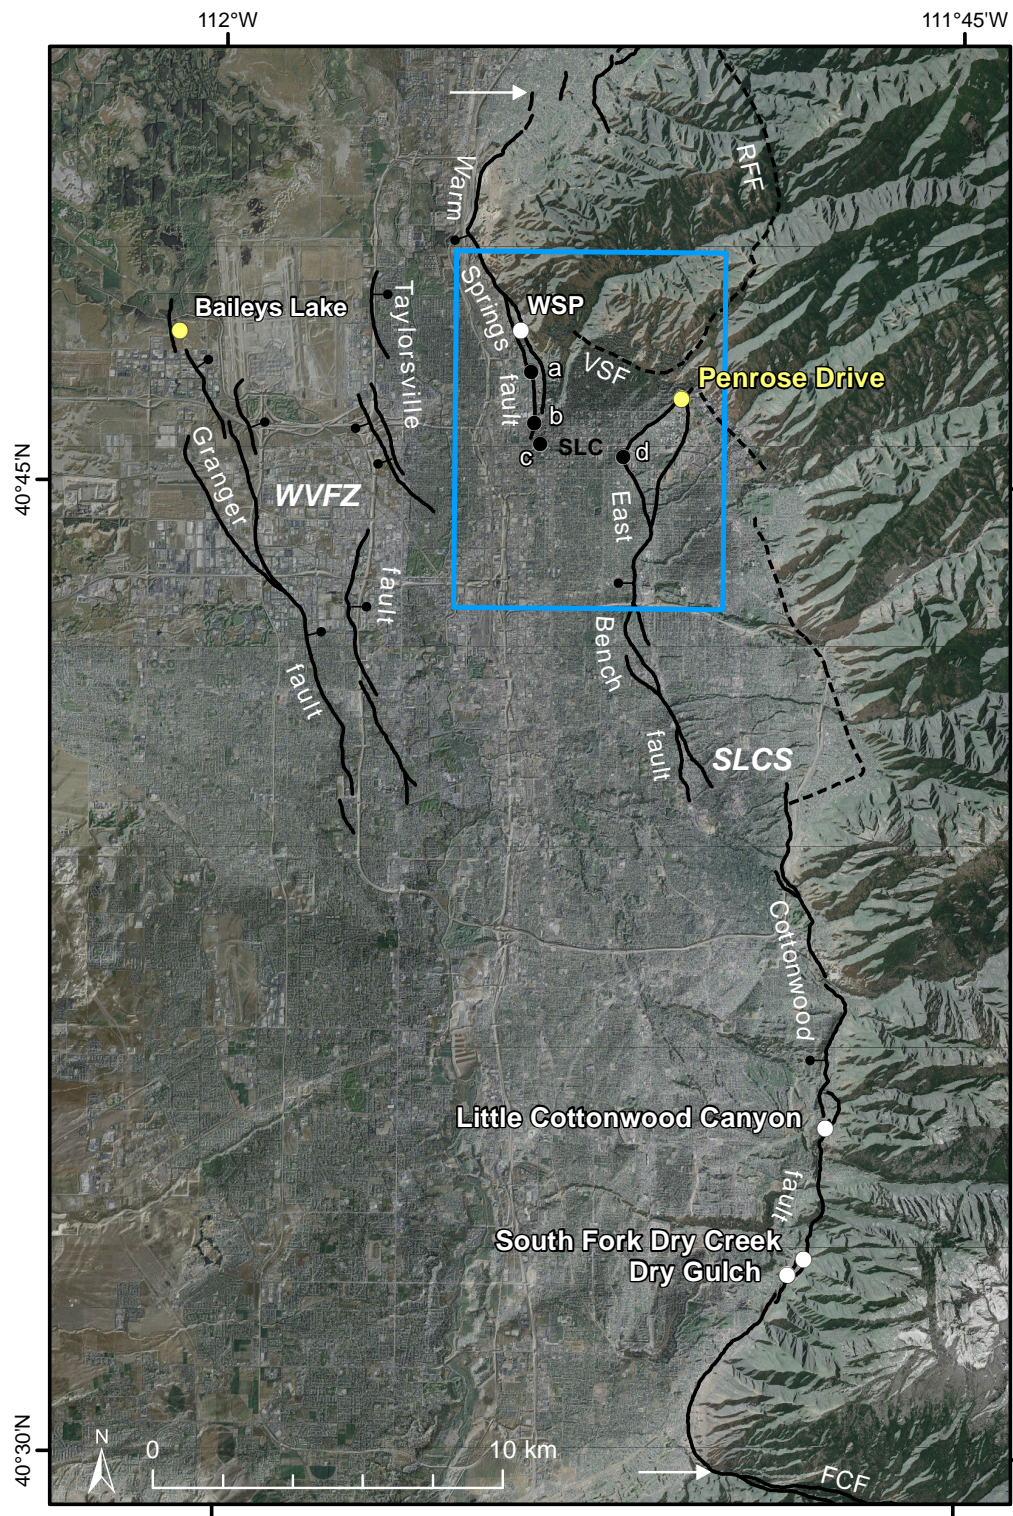 112°W
111°45'W
RFF
Warm
Springs
fault
Baileys Lake
Taylorsville
fault
WSP
VSF
a
Penrose Drive
b
c
SLC
d
40°45'N
Granger
fault
WVFZ
East
Bench
fault
SLCS
Cottonwood
fault
Little Cottonwood Canyon
South Fork Dry Creek
Dry Gulch
40°30'N
N
0
10 km
FCF